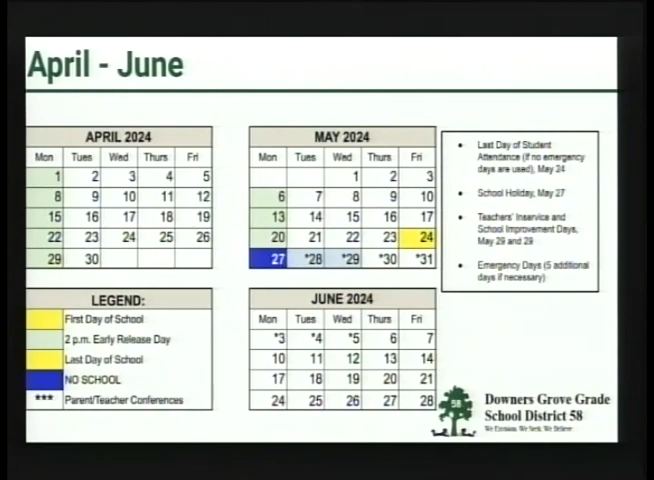 April - June
APRIL 2024
Mon Tues Wed Thurs Fri
1 2 3 4 5
8 9 10 11 12
15 16 17 18 19
22 23 24 25 26
29 30
MAY 2024
Mon Tues Wed Thurs Fri
1 2 3
6 7 8 9 10
13 14 15 16 17
20 21 22 23 24
27 *28 *29 *30 *31
• Last Day of Student
Attendance (if no emergency
days are used), May 24
• School Holiday, May 27
• Teachers' Inservice and
School Improvement Days,
May 29 and 29
• Emergency Days (5 additional
days if necessary)
LEGEND:
First Day of School
2 p.m. Early Release Day
Last Day of School
NO SCHOOL
*** Parent/Teacher Conferences
JUNE 2024
Mon Tues Wed Thurs Fri
*3 *4 *5 6 7
10 11 12 13 14
17 18 19 20 21
24 25 26 27 28
58
Downers Grove Grade
School District 58